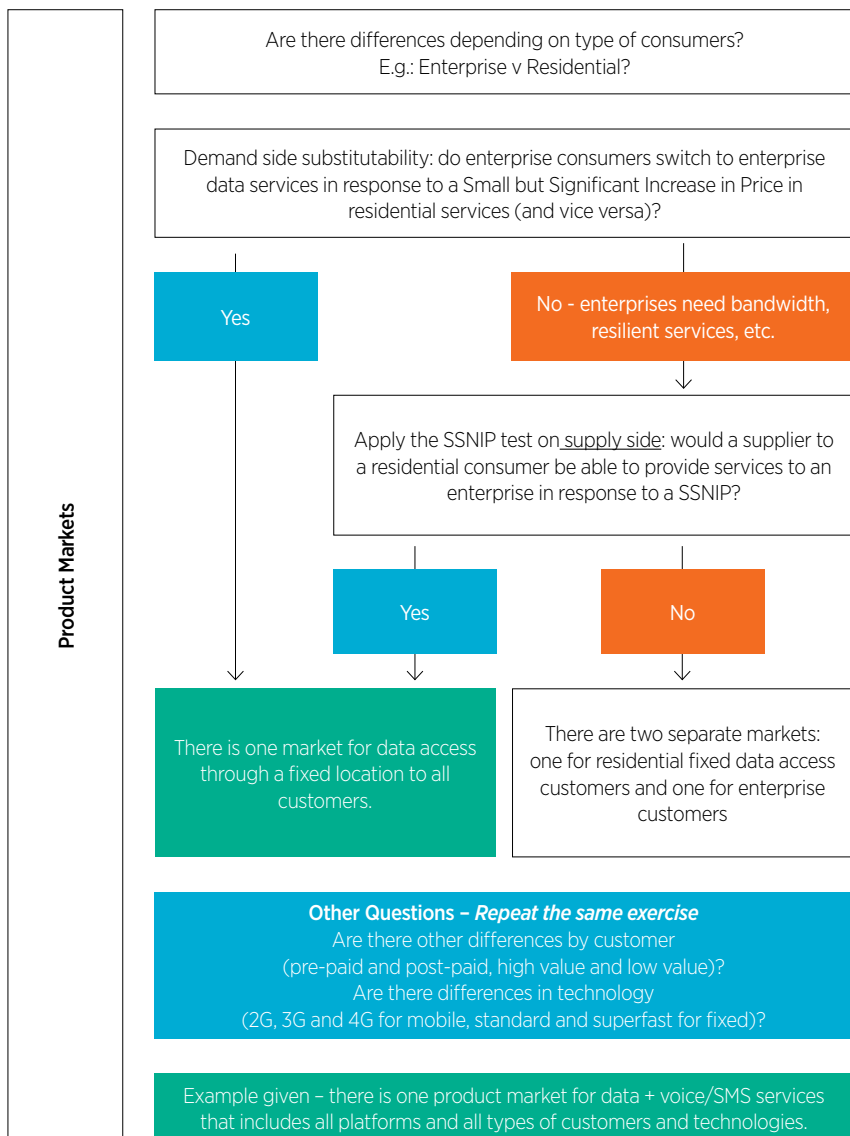 Product Markets
Are there differences depending on type of consumers?
E.g.: Enterprise v Residential?
Demand side substitutability: do enterprise consumers switch to enterprise
data services in response to a Small but Significant Increase in Price in
residential services (and vice versa)?
Yes
No - enterprises need bandwidth,
resilient services, etc.
Apply the SSNIP test on supply side: would a supplier to
a residential consumer be able to provide services to an
enterprise in response to a SSNIP?
Yes
No
There is one market for data access
through a fixed location to all
customers.
There are two separate markets:
one for residential fixed data access
customers and one for enterprise
customers
Other Questions – Repeat the same exercise
Are there other differences by customer
(pre-paid and post-paid, high value and low value)?
Are there differences in technology
(2G, 3G and 4G for mobile, standard and superfast for fixed)?
Example given – there is one product market for data + voice/SMS services
that includes all platforms and all types of customers and technologies.